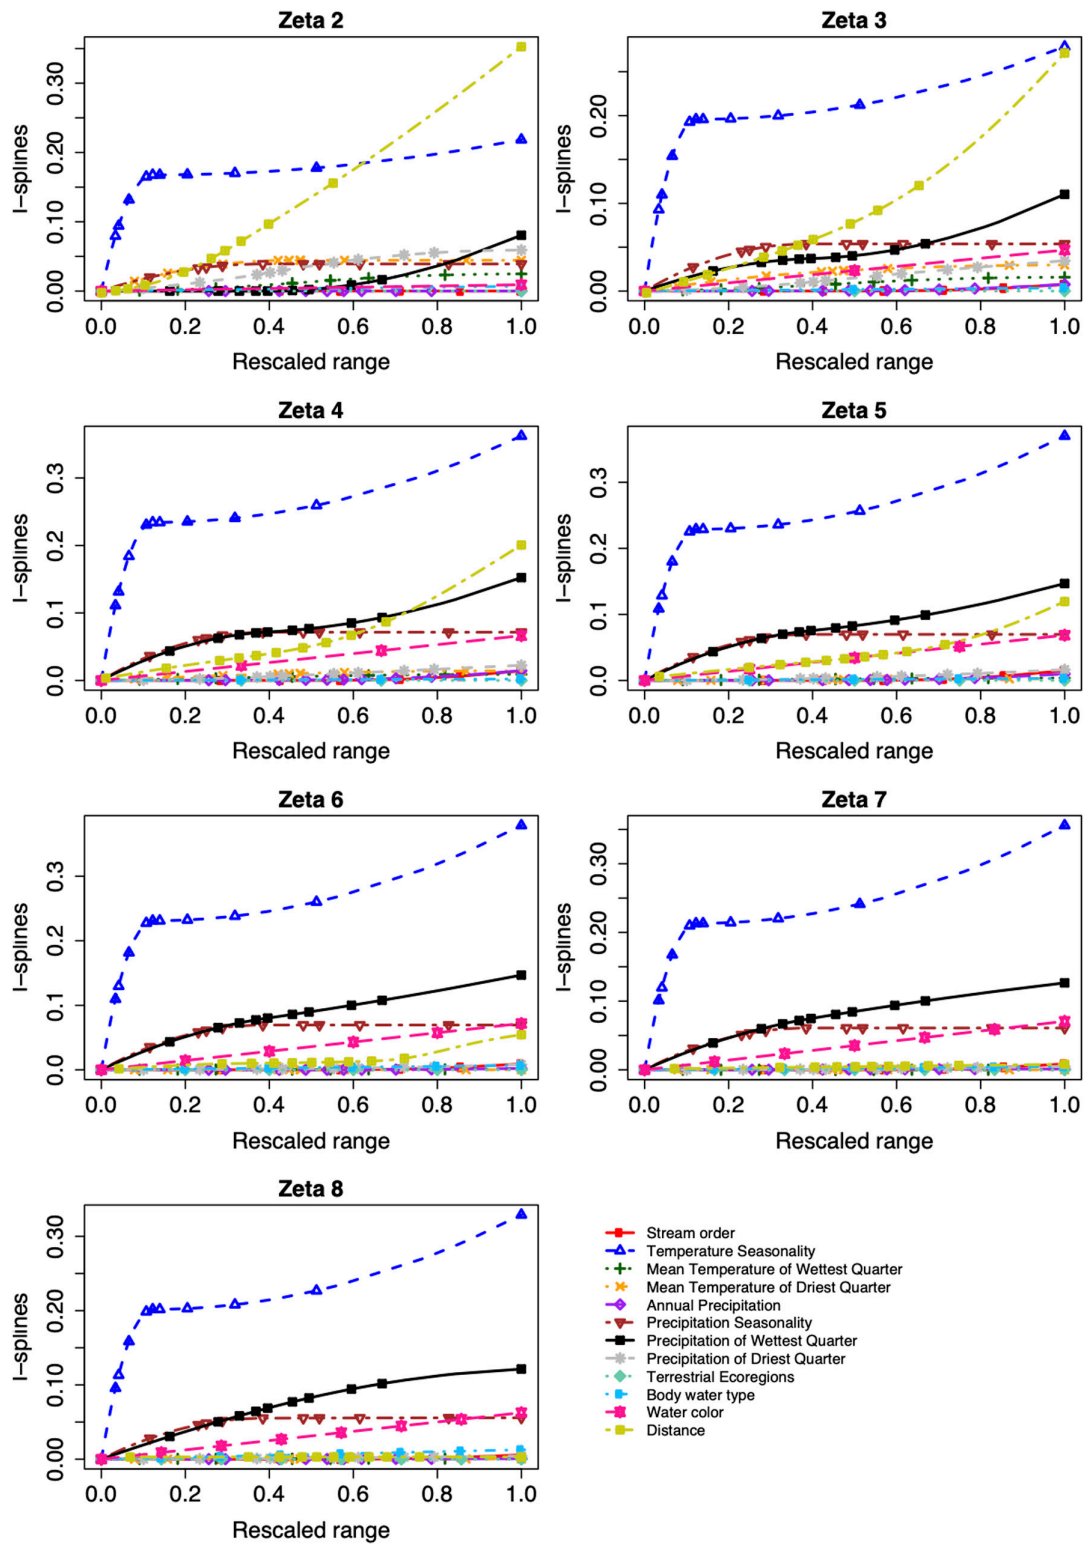 Zeta 2
I-splines
0.00 0.10 0.20 0.30
0.0 0.2 0.4 0.6 0.8 1.0
Rescaled range
Zeta 3
I-splines
0.00 0.10 0.20
0.0 0.2 0.4 0.6 0.8 1.0
Rescaled range
Zeta 4
I-splines
0.0 0.1 0.2 0.3
0.0 0.2 0.4 0.6 0.8 1.0
Rescaled range
Zeta 5
I-splines
0.0 0.1 0.2 0.3
0.0 0.2 0.4 0.6 0.8 1.0
Rescaled range
Zeta 6
I-splines
0.0 0.1 0.2 0.3
0.0 0.2 0.4 0.6 0.8 1.0
Rescaled range
Zeta 7
I-splines
0.00 0.10 0.20 0.30
0.0 0.2 0.4 0.6 0.8 1.0
Rescaled range
Zeta 8
I-splines
0.00 0.10 0.20 0.30
0.0 0.2 0.4 0.6 0.8 1.0
Rescaled range
Stream order
Temperature Seasonality
Mean Temperature of Wettest Quarter
Mean Temperature of Driest Quarter
Annual Precipitation
Precipitation Seasonality
Precipitation of Wettest Quarter
Precipitation of Driest Quarter
Terrestrial Ecoregions
Body water type
Water color
Distance